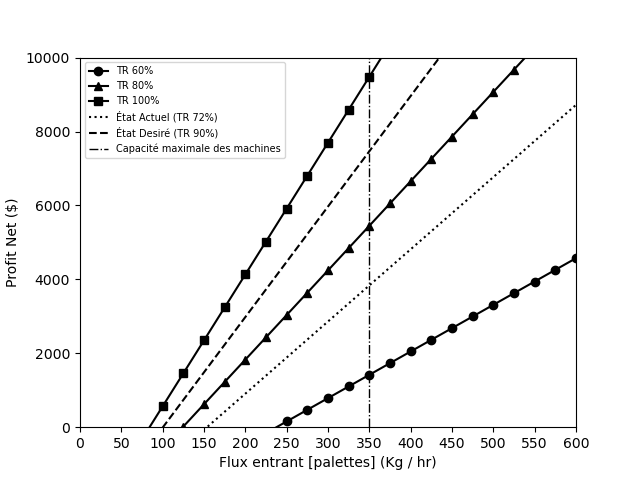 10000
8000
6000
4000
2000
0
Profit Net ($)
TR 60%
TR 80%
TR 100%
État Actuel (TR 72%)
État Desiré (TR 90%)
Capacité maximale des machines
0 50 100 150 200 250 300 350 400 450 500 550 600
Flux entrant [palettes] (Kg / hr)